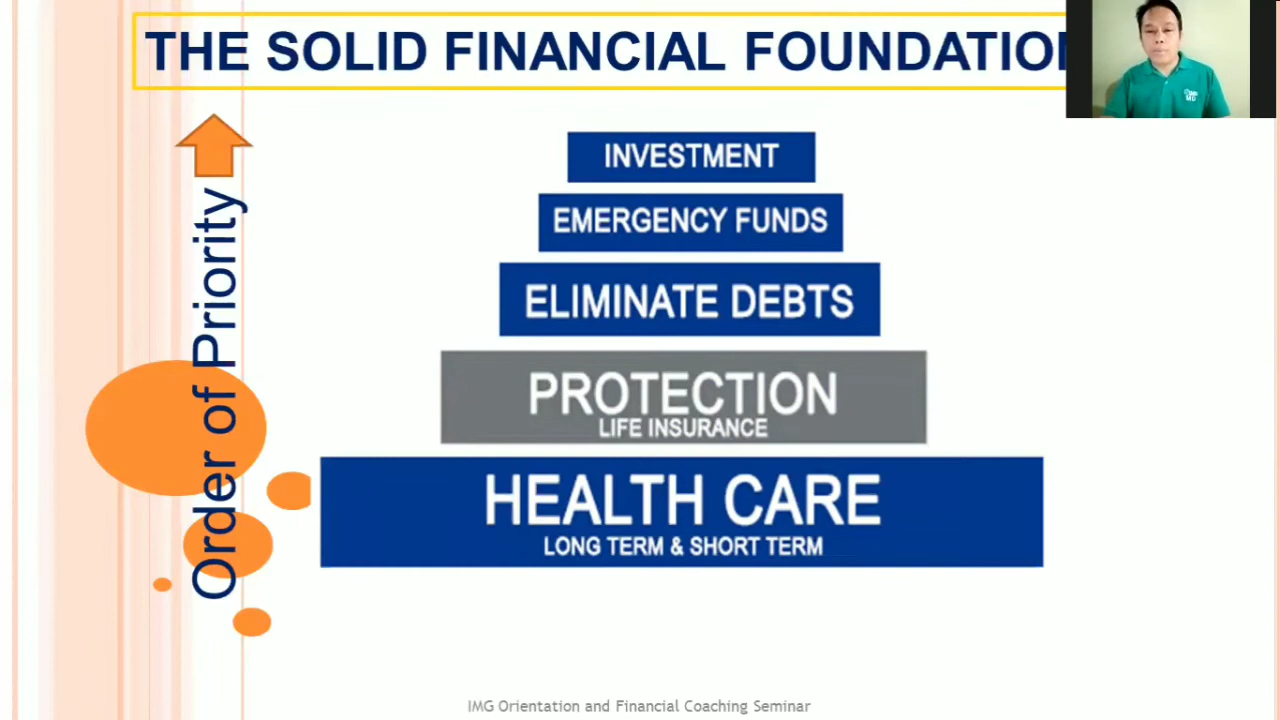 THE SOLID FINANCIAL FOUNDATION
Order of Priority
INVESTMENT
EMERGENCY FUNDS
ELIMINATE DEBTS
PROTECTION
LIFE INSURANCE
HEALTH CARE
LONG TERM & SHORT TERM
IMG Orientation and Financial Coaching Seminar